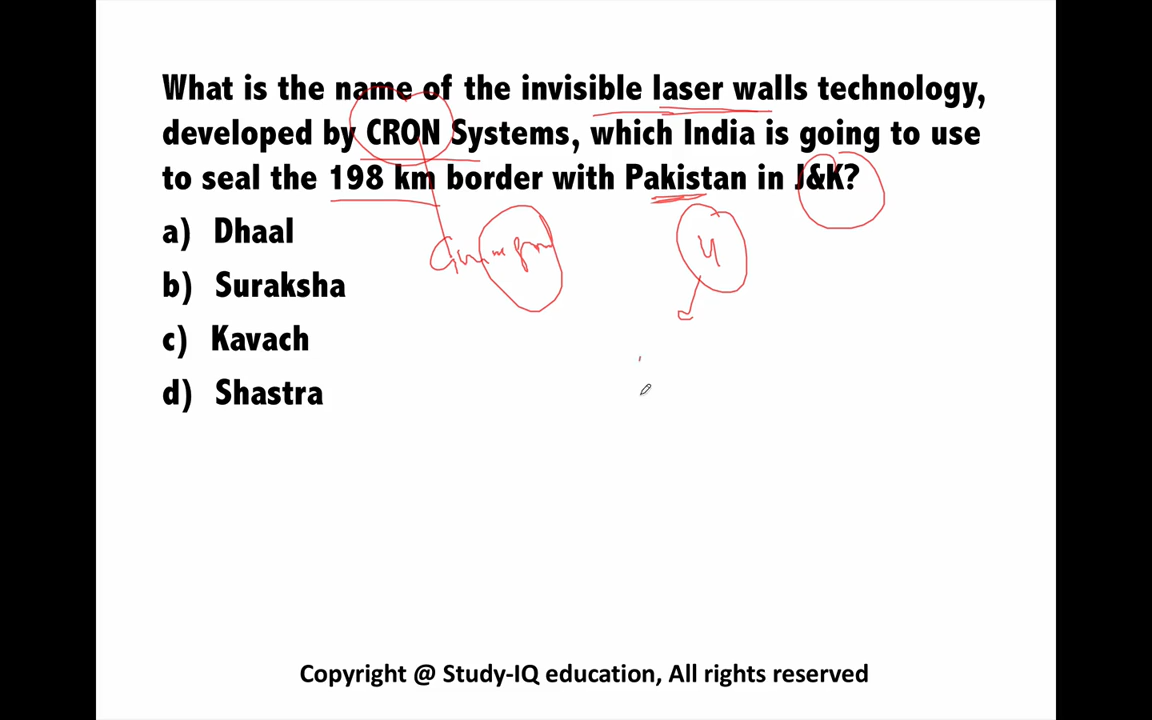 What is the name of the invisible laser walls technology,
developed by CRON Systems, which India is going to use
to seal the 198 km border with Pakistan in J&K?
a) Dhaal
b) Suraksha
c) Kavach
d) Shastra
Copyright @ Study-IQ education, All rights reserved